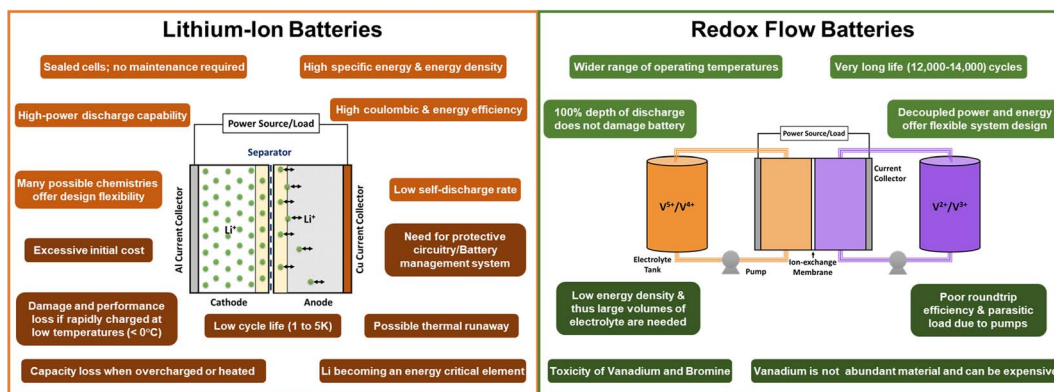 Lithium-Ion Batteries
Sealed cells; no maintenance required
High specific energy & energy density
High-power discharge capability
High coulombic & energy efficiency
Power Source/Load
Separator
Many possible chemistries
offer design flexibility
Low self-discharge rate
Al Current Collector
Li⁺
Li⁺
Cu Current Collector
Excessive initial cost
Need for protective
circuitry/Battery
management system
Cathode
Anode
Damage and performance
loss if rapidly charged at
low temperatures (< 0°C)
Low cycle life (1 to 5K)
Possible thermal runaway
Capacity loss when overcharged or heated
Li becoming an energy critical element
Redox Flow Batteries
Wider range of operating temperatures
Very long life (12,000-14,000) cycles
100% depth of discharge
does not damage battery
Decoupled power and energy
offer flexible system design
Power Source/Load
Current
Collector
V⁵⁺/V⁴⁺
V²⁺/V³⁺
Electrolyte
Tank
Pump
Ion-exchange
Membrane
Low energy density &
thus large volumes of
electrolyte are needed
Poor roundtrip
efficiency & parasitic
load due to pumps
Toxicity of Vanadium and Bromine
Vanadium is not abundant material and can be expensive